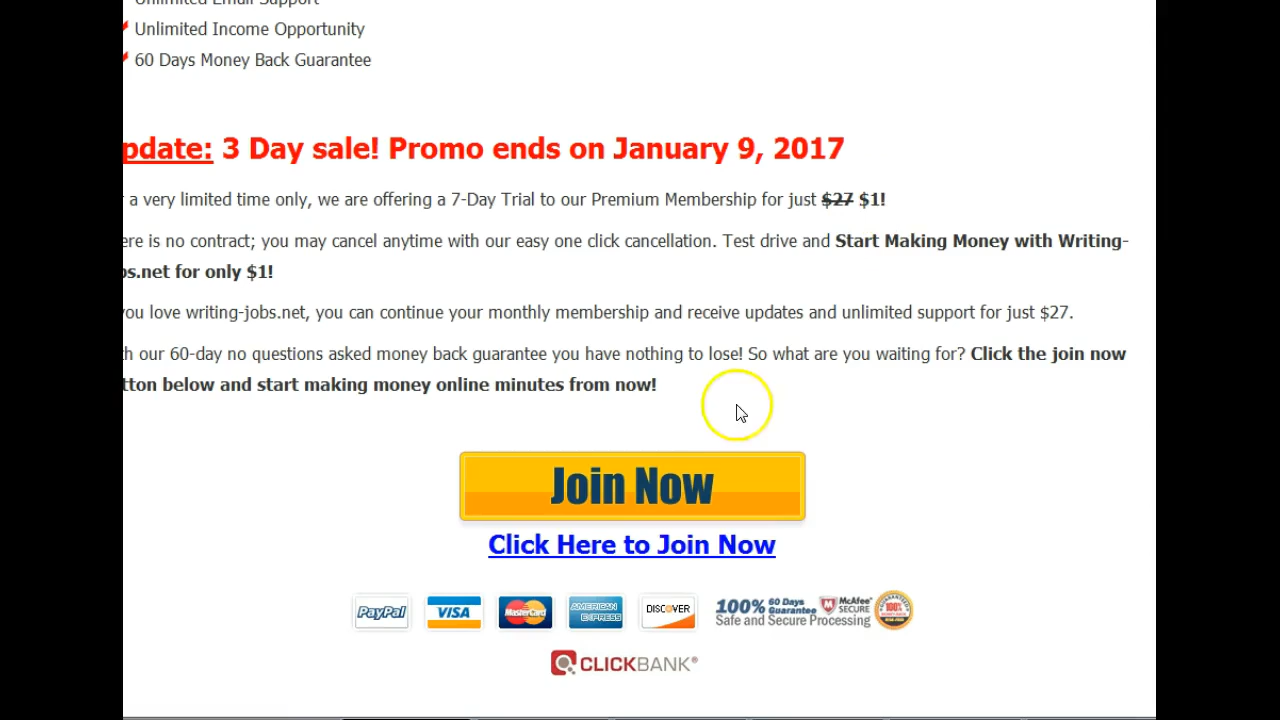 Unlimited Email Support
Unlimited Income Opportunity
60 Days Money Back Guarantee
pdate: 3 Day sale! Promo ends on January 9, 2017
a very limited time only, we are offering a 7-Day Trial to our Premium Membership for just $27 $1!
ere is no contract; you may cancel anytime with our easy one click cancellation. Test drive and Start Making Money with Writing-
bs.net for only $1!
you love writing-jobs.net, you can continue your monthly membership and receive updates and unlimited support for just $27.
h our 60-day no questions asked money back guarantee you have nothing to lose! So what are you waiting for? Click the join now
tton below and start making money online minutes from now!
Join Now
Click Here to Join Now
PayPal VISA MasterCard AMERICAN EXPRESS DISCOVER 100% 60 Days Guarantee McAfee SECURE 100%
Safe and Secure Processing
CLICKBANK®